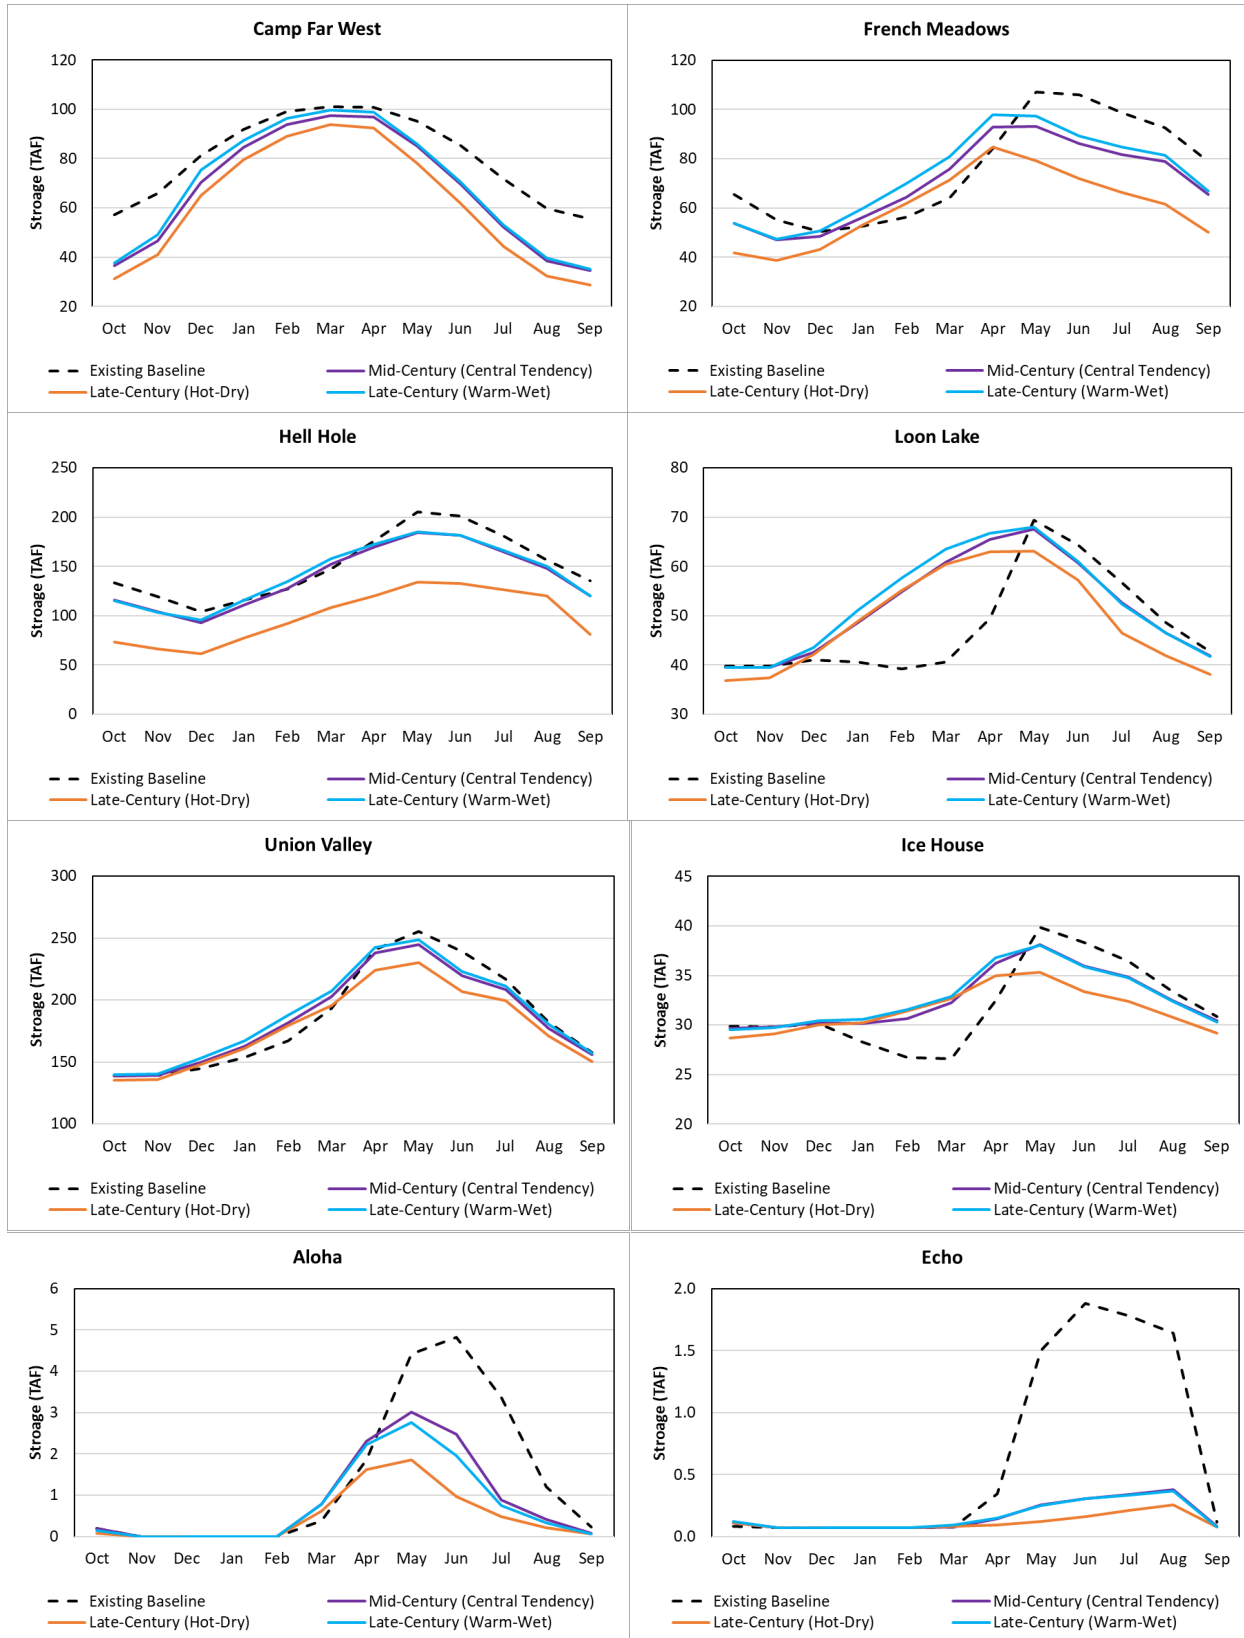 Camp Far West
120
100
80
60
40
20
Stroage (TAF)
Oct Nov Dec Jan Feb Mar Apr May Jun Jul Aug Sep
Existing Baseline Mid-Century (Central Tendency)
Late-Century (Hot-Dry) Late-Century (Warm-Wet)
French Meadows
120
100
80
60
40
20
Stroage (TAF)
Oct Nov Dec Jan Feb Mar Apr May Jun Jul Aug Sep
Existing Baseline Mid-Century (Central Tendency)
Late-Century (Hot-Dry) Late-Century (Warm-Wet)
Hell Hole
250
200
150
100
50
0
Stroage (TAF)
Oct Nov Dec Jan Feb Mar Apr May Jun Jul Aug Sep
Existing Baseline Mid-Century (Central Tendency)
Late-Century (Hot-Dry) Late-Century (Warm-Wet)
Loon Lake
80
70
60
50
40
30
Stroage (TAF)
Oct Nov Dec Jan Feb Mar Apr May Jun Jul Aug Sep
Existing Baseline Mid-Century (Central Tendency)
Late-Century (Hot-Dry) Late-Century (Warm-Wet)
Union Valley
300
250
200
150
100
Stroage (TAF)
Oct Nov Dec Jan Feb Mar Apr May Jun Jul Aug Sep
Existing Baseline Mid-Century (Central Tendency)
Late-Century (Hot-Dry) Late-Century (Warm-Wet)
Ice House
45
40
35
30
25
20
Stroage (TAF)
Oct Nov Dec Jan Feb Mar Apr May Jun Jul Aug Sep
Existing Baseline Mid-Century (Central Tendency)
Late-Century (Hot-Dry) Late-Century (Warm-Wet)
Aloha
6
5
4
3
2
1
0
Stroage (TAF)
Oct Nov Dec Jan Feb Mar Apr May Jun Jul Aug Sep
Existing Baseline Mid-Century (Central Tendency)
Late-Century (Hot-Dry) Late-Century (Warm-Wet)
Echo
2.0
1.5
1.0
0.5
0.0
Stroage (TAF)
Oct Nov Dec Jan Feb Mar Apr May Jun Jul Aug Sep
Existing Baseline Mid-Century (Central Tendency)
Late-Century (Hot-Dry) Late-Century (Warm-Wet)